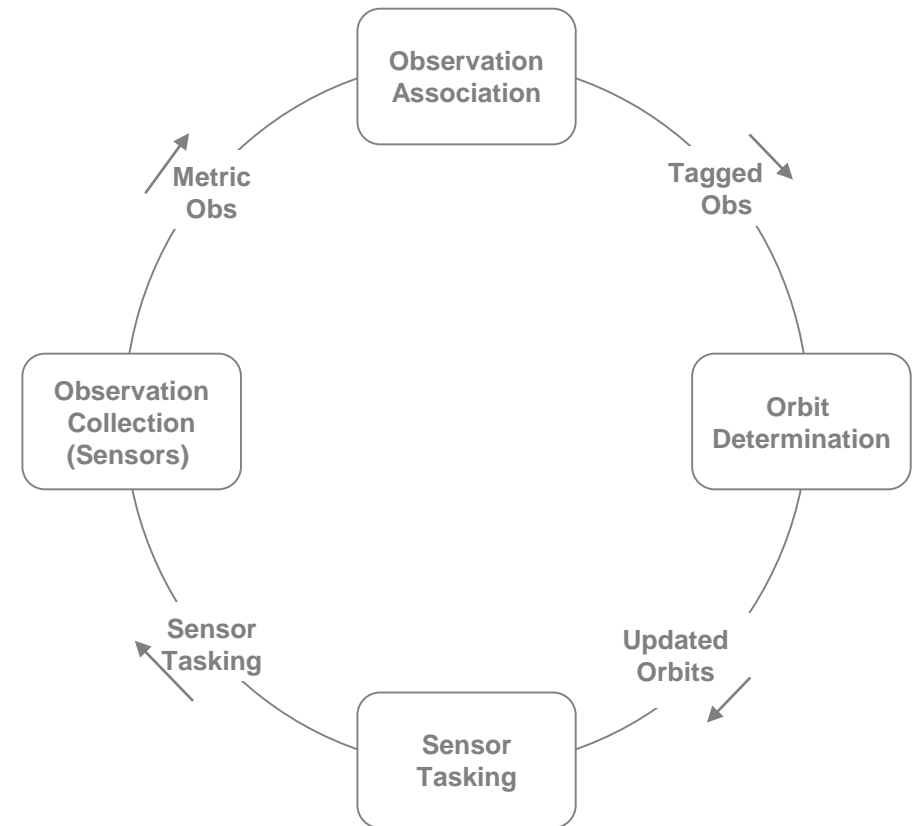 Observation
Association
Metric
Obs
Tagged
Obs
Observation
Collection
(Sensors)
Orbit
Determination
Sensor
Tasking
Updated
Orbits
Sensor
Tasking